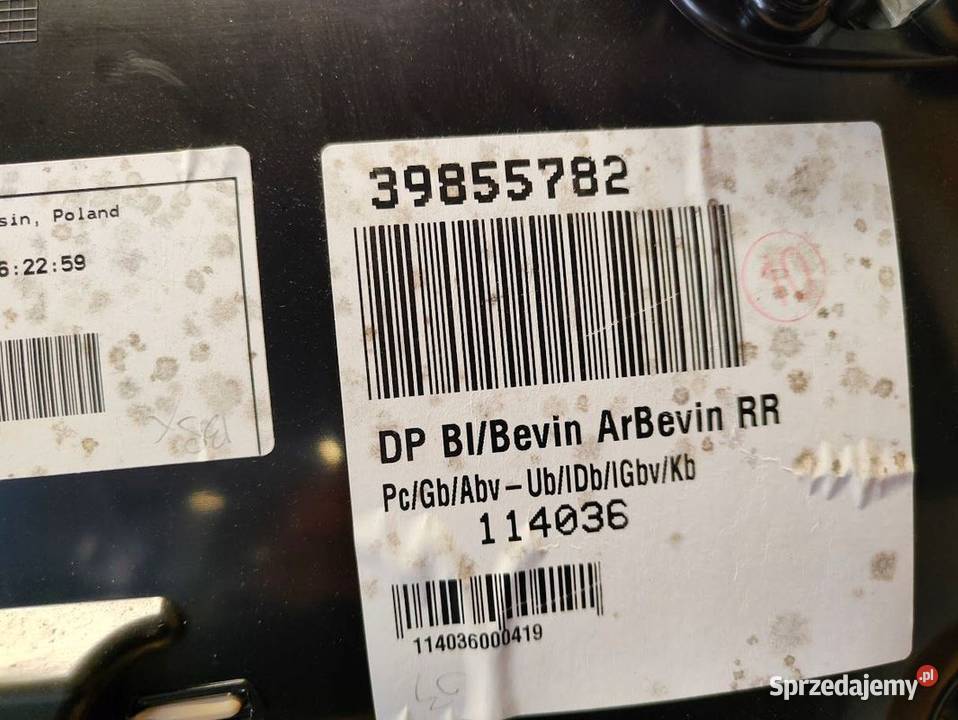 sin, Poland
6:22:59
39855782
DP Bl/Bevin ArBevin RR
Pc/Gb/Abv – Ub/IDb/IGbv/Kb
114036
114036000419
Sprzedajemy.pl